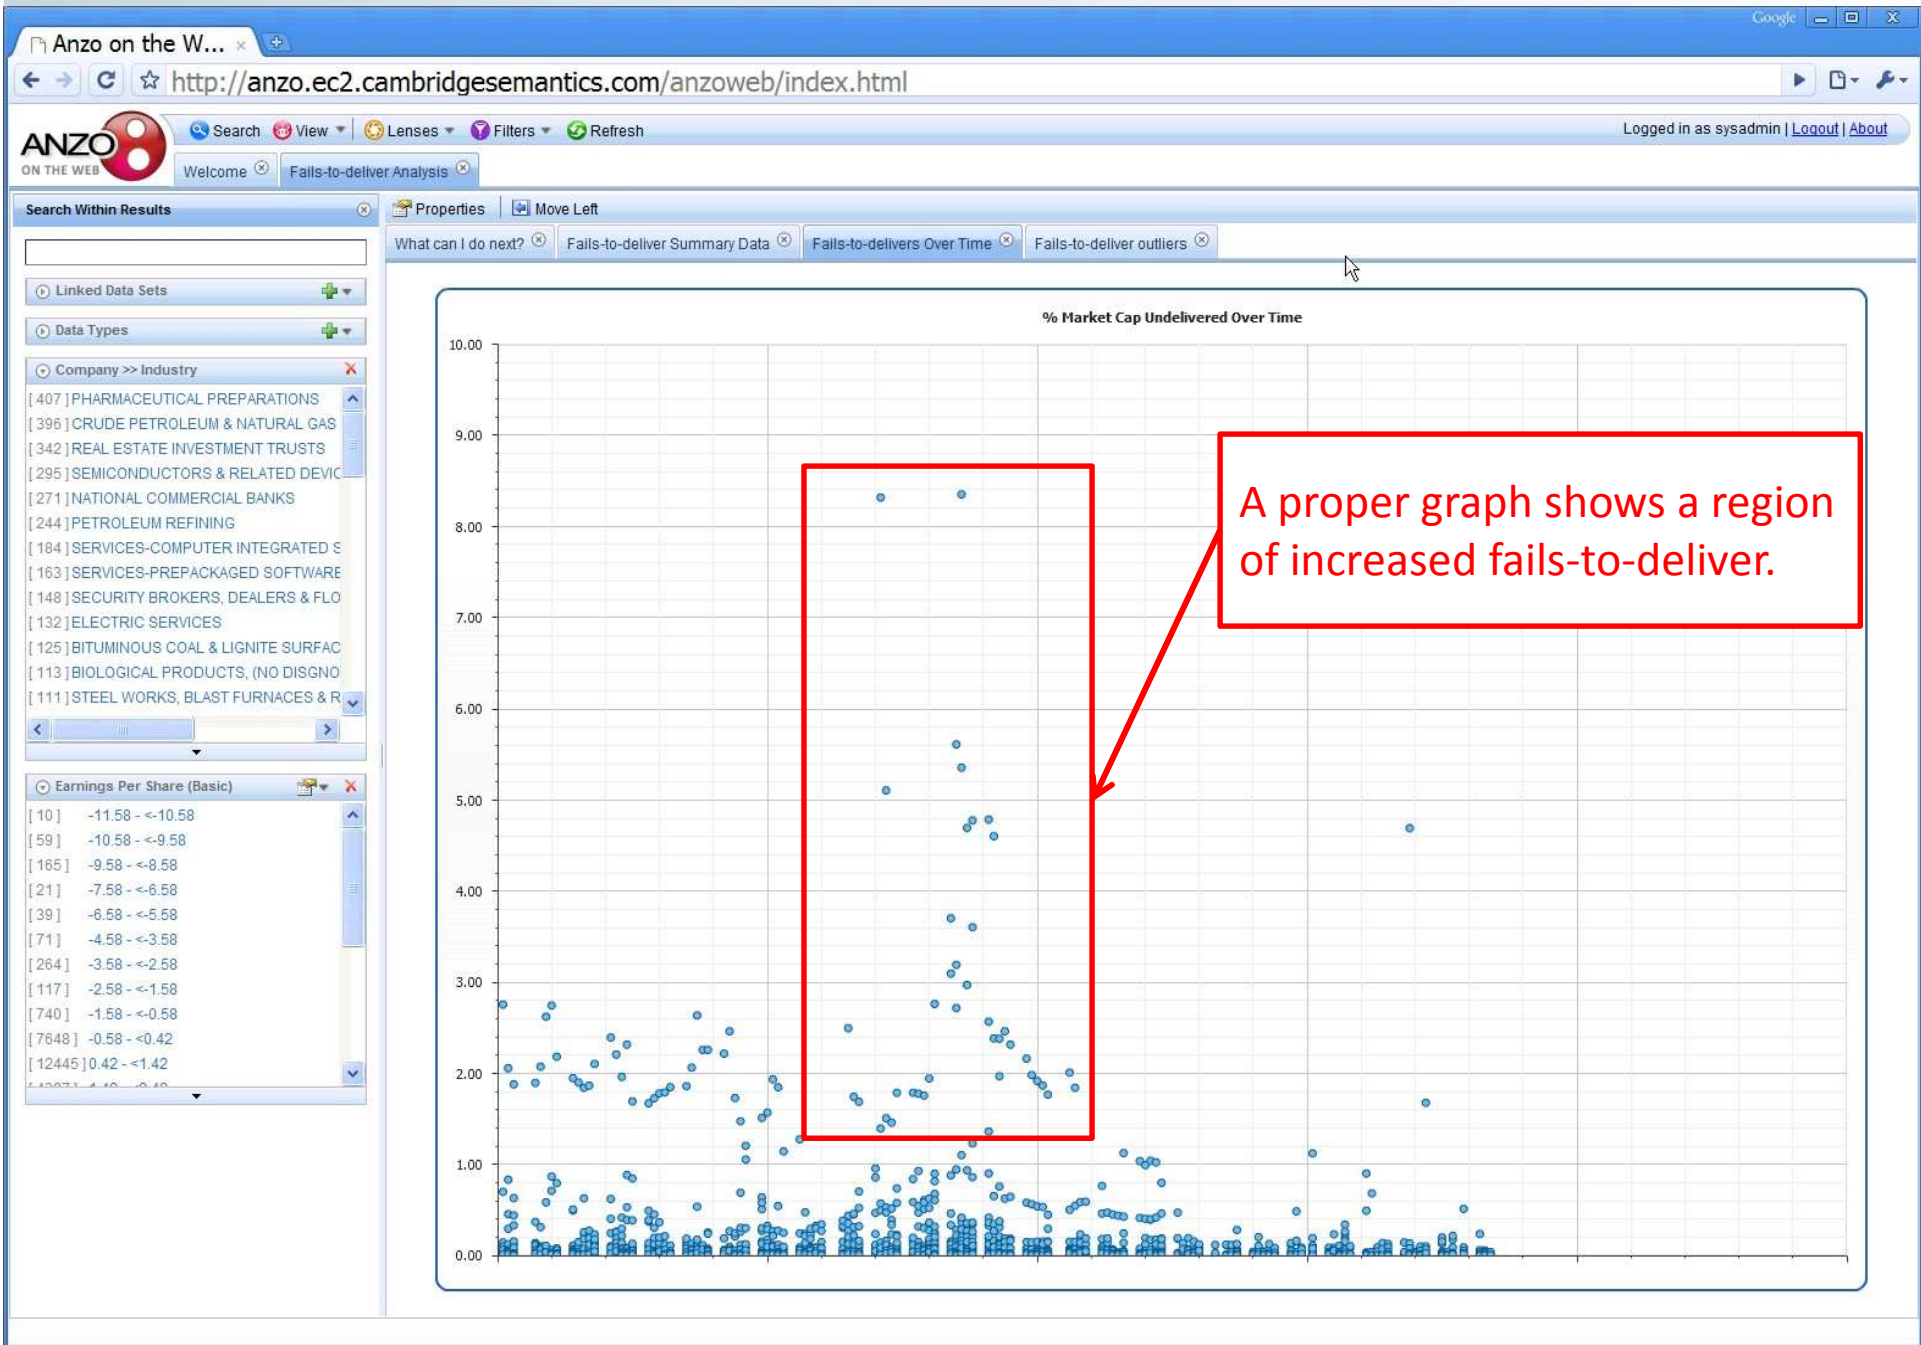 Google
Anzo on the W...
http://anzo.ec2.cambridgesemantics.com/anzoweb/index.html
ANZO
ON THE WEB
Search View Lenses Filters Refresh
Logged in as sysadmin | Logout | About
Welcome Fails-to-deliver Analysis
Search Within Results
Properties Move Left
What can I do next? Fails-to-deliver Summary Data Fails-to-delivers Over Time Fails-to-deliver outliers
Linked Data Sets
Data Types
Company >> Industry
[ 407 ] PHARMACEUTICAL PREPARATIONS
[ 396 ] CRUDE PETROLEUM & NATURAL GAS
[ 342 ] REAL ESTATE INVESTMENT TRUSTS
[ 295 ] SEMICONDUCTORS & RELATED DEVIC
[ 271 ] NATIONAL COMMERCIAL BANKS
[ 244 ] PETROLEUM REFINING
[ 184 ] SERVICES-COMPUTER INTEGRATED S
[ 163 ] SERVICES-PREPACKAGED SOFTWARE
[ 148 ] SECURITY BROKERS, DEALERS & FLO
[ 132 ] ELECTRIC SERVICES
[ 125 ] BITUMINOUS COAL & LIGNITE SURFAC
[ 113 ] BIOLOGICAL PRODUCTS, (NO DISGNO
[ 111 ] STEEL WORKS, BLAST FURNACES & R
Earnings Per Share (Basic)
[ 10 ] -11.58 - <-10.58
[ 59 ] -10.58 - <-9.58
[ 165 ] -9.58 - <-8.58
[ 21 ] -7.58 - <-6.58
[ 39 ] -6.58 - <-5.58
[ 71 ] -4.58 - <-3.58
[ 264 ] -3.58 - <-2.58
[ 117 ] -2.58 - <-1.58
[ 740 ] -1.58 - <-0.58
[ 7648 ] -0.58 - <0.42
[ 12445 ] 0.42 - <1.42
% Market Cap Undelivered Over Time
10.00
9.00
8.00
7.00
6.00
5.00
4.00
3.00
2.00
1.00
0.00
A proper graph shows a region
of increased fails-to-deliver.